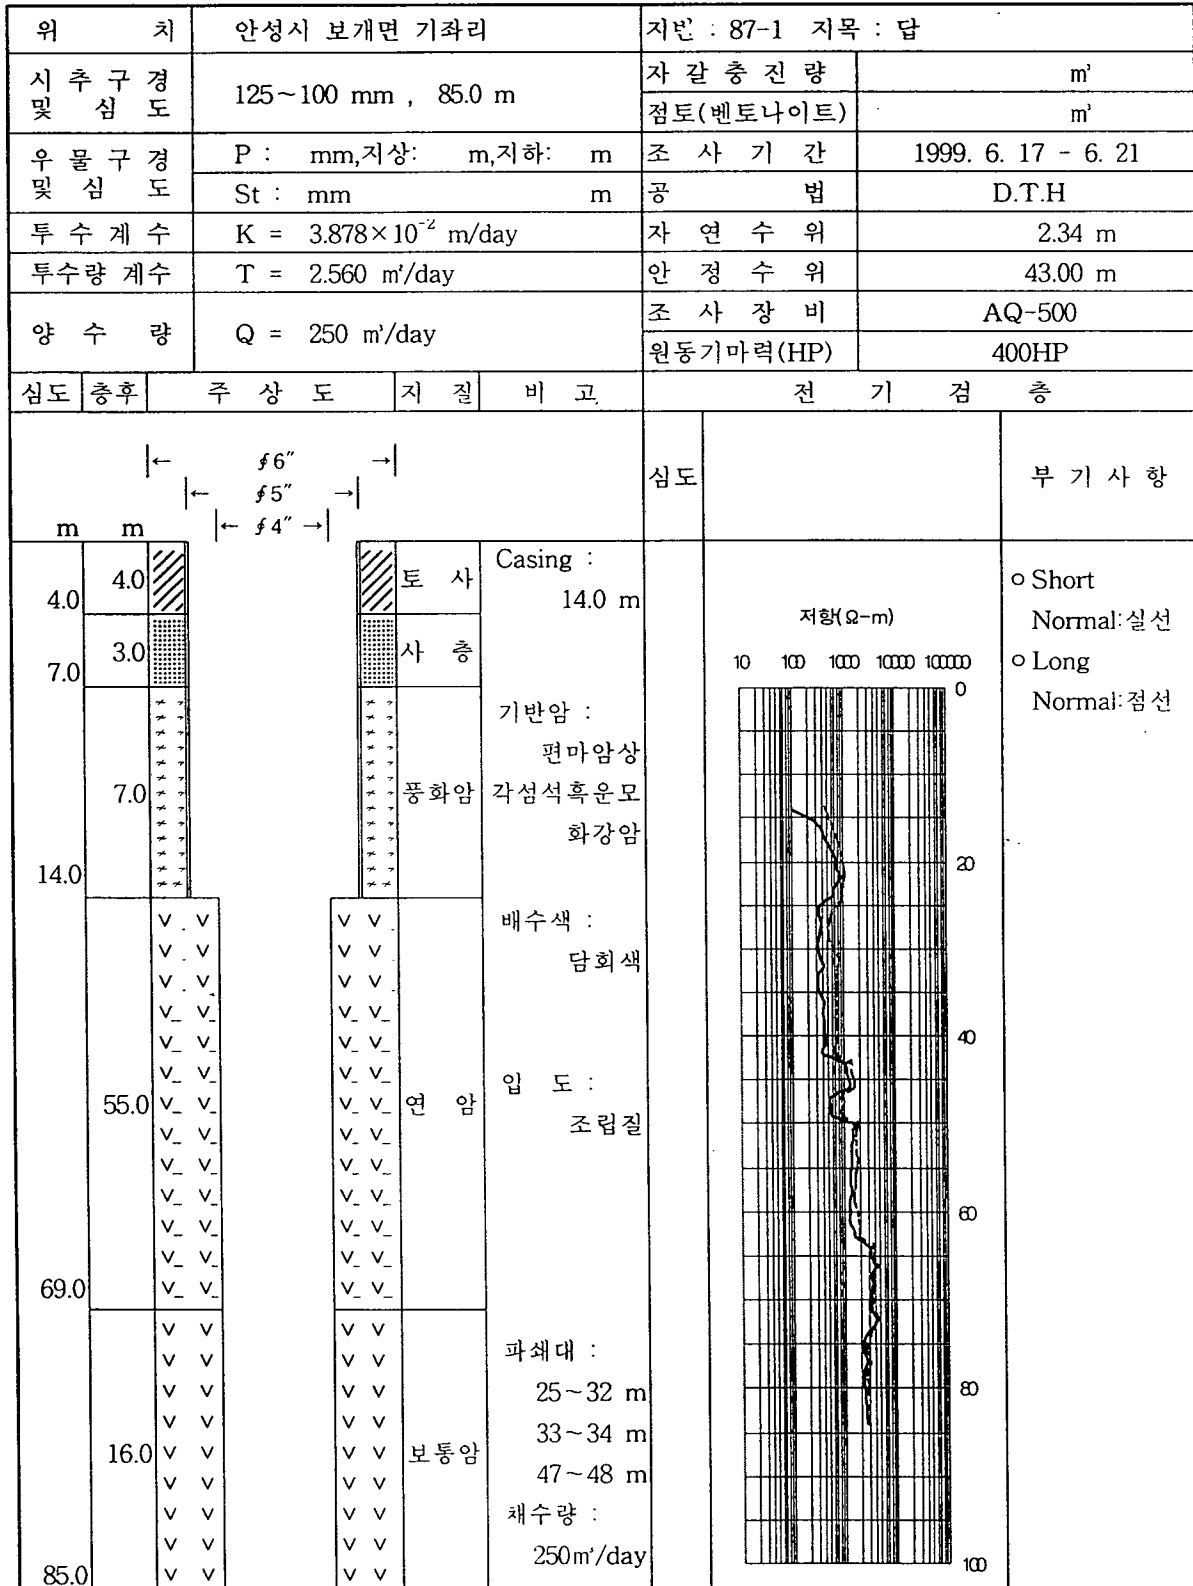 위 치 안성시 보개면 기좌리 지번 : 87-1 지목 : 답
시 추 구 경 및 심 도 125~100 mm , 85.0 m
자 갈 충 진 량 ㎥
점토(벤토나이트) ㎥
우 물 구 경 및 심 도 P : mm,지상: m,지하: m
St : mm m
조 사 기 간 1999. 6. 17 - 6. 21
공 법 D.T.H
투 수 계 수 K = 3.878×10⁻² m/day
자 연 수 위 2.34 m
투수량 계수 T = 2.560 ㎡/day
안 정 수 위 43.00 m
양 수 량 Q = 250 ㎥/day
조 사 장 비 AQ-500
원동기마력(HP) 400HP
심도 층후 주 상 도 지 질 비 고 전 기 검 층
|← ∮6″ →|
|← ∮5″ →|
|← ∮4″ →|
m m
심도 부 기 사 항
4.0 4.0 토 사
Casing :
14.0 m
7.0 3.0 사 층
14.0 7.0 풍화암
기반암 :
편마암상
각섬석흑운모
화강암
69.0 55.0 연 암
배수색 :
담회색
입 도 :
조립질
85.0 16.0 보통암
파쇄대 :
25~32 m
33~34 m
47~48 m
채수량 :
250㎥/day
저항(Ω-m)
10 100 1000 10000 100000
0
20
40
60
80
100
o Short
Normal:실선
o Long
Normal:점선